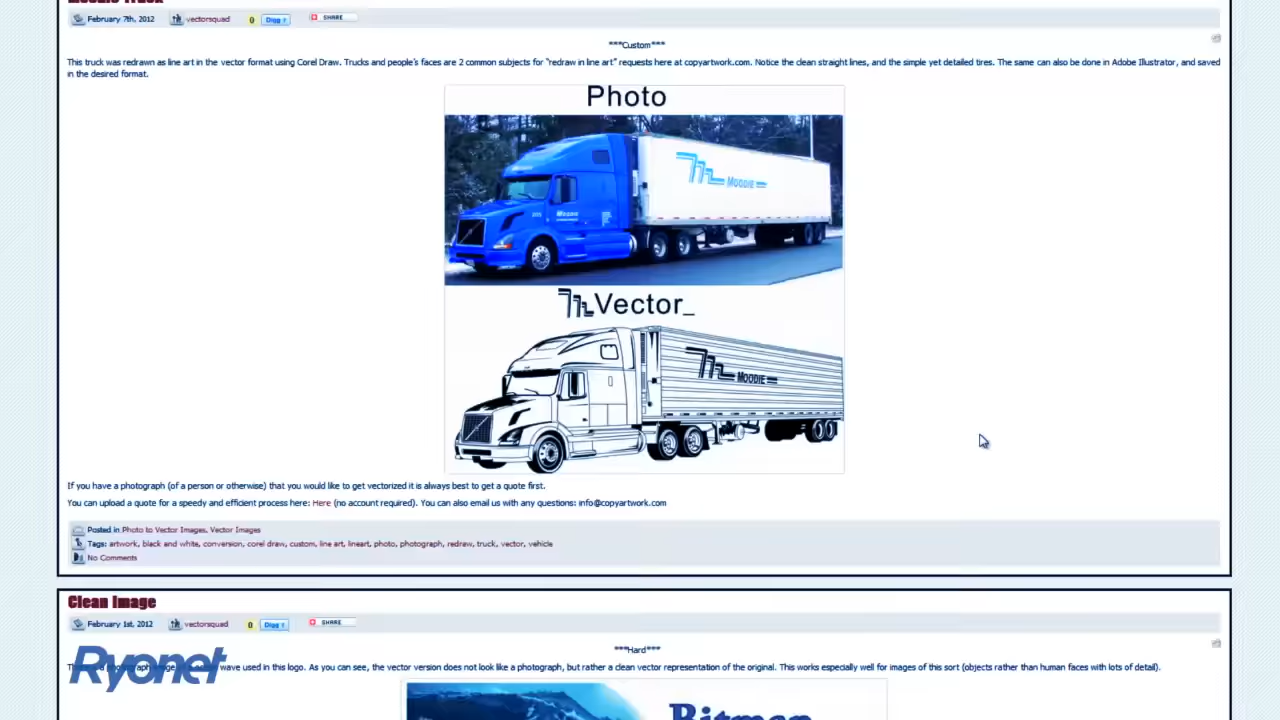 February 7th, 2012 vectorsquad 0 Digg SHARE
***Custom***
This truck was redrawn as line art in the vector format using Corel Draw. Trucks and people's faces are 2 common subjects for "redraw in line art" requests here at copyartwork.com. Notice the clean straight lines, and the simple yet detailed tires. The same can also be done in Adobe Illustrator, and saved
in the desired format.
Photo
MOODIE
Vector_
MOODIE
If you have a photograph (of a person or otherwise) that you would like to get vectorized it is always best to get a quote first.
You can upload a quote for a speedy and efficient process here: Here (no account required). You can also email us with any questions: info@copyartwork.com
Posted in Photo to Vector Images, Vector Images
Tags: artwork, black and white, conversion, corel draw, custom, line art, lineart, photo, photograph, redraw, truck, vector, vehicle
No Comments
Clean Image
February 1st, 2012 vectorsquad 0 Digg SHARE
***Hard***
wave used in this logo. As you can see, the vector version does not look like a photograph, but rather a clean vector representation of the original. This works especially well for images of this sort (objects rather than human faces with lots of detail).
Ryonet
Bitmap